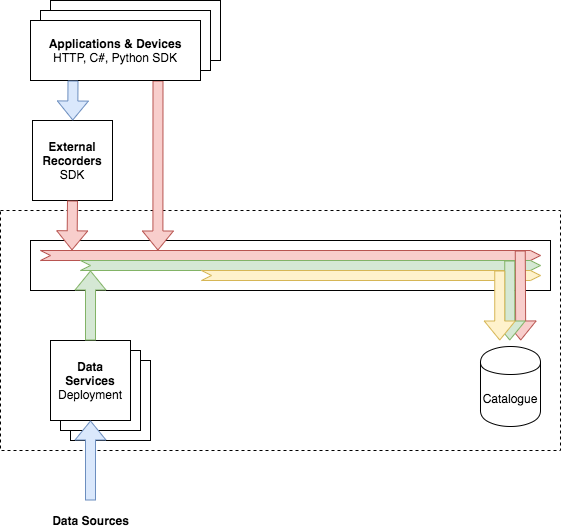 Applications & Devices
HTTP, C#, Python SDK
External
Recorders
SDK
Data
Services
Deployment
Catalogue
Data Sources